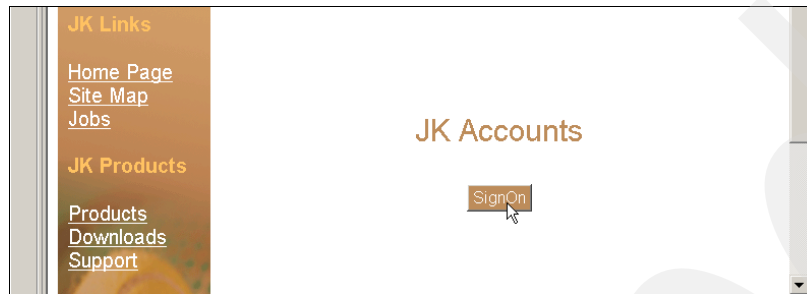 JK Links
Home Page
Site Map
Jobs
JK Products
Products
Downloads
Support
JK Accounts
SignOn